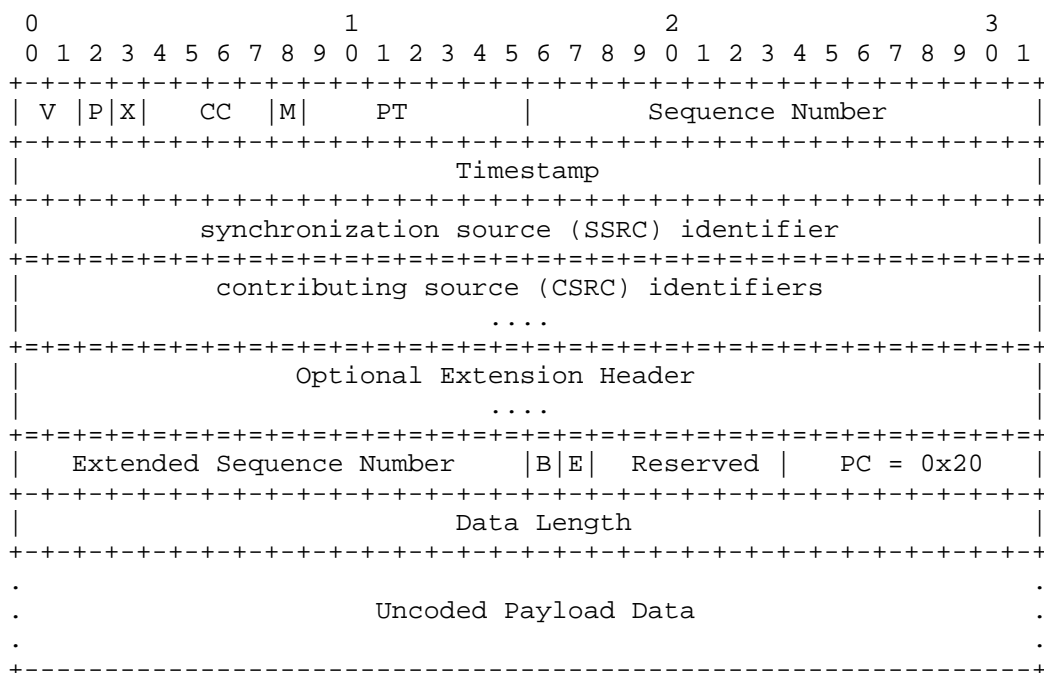 0                   1                   2                   3
 0 1 2 3 4 5 6 7 8 9 0 1 2 3 4 5 6 7 8 9 0 1 2 3 4 5 6 7 8 9 0 1
+-+-+-+-+-+-+-+-+-+-+-+-+-+-+-+-+-+-+-+-+-+-+-+-+-+-+-+-+-+-+-+-+
| V |P|X|   CC  |M|    PT       |       Sequence Number         |
+-+-+-+-+-+-+-+-+-+-+-+-+-+-+-+-+-+-+-+-+-+-+-+-+-+-+-+-+-+-+-+-+
|                           Timestamp                           |
+-+-+-+-+-+-+-+-+-+-+-+-+-+-+-+-+-+-+-+-+-+-+-+-+-+-+-+-+-+-+-+-+
|           synchronization source (SSRC) identifier            |
+=+=+=+=+=+=+=+=+=+=+=+=+=+=+=+=+=+=+=+=+=+=+=+=+=+=+=+=+=+=+=+=+
|            contributing source (CSRC) identifiers             |
|                             ....                              |
+=+=+=+=+=+=+=+=+=+=+=+=+=+=+=+=+=+=+=+=+=+=+=+=+=+=+=+=+=+=+=+=+
|                 Optional Extension Header                     |
|                             ....                              |
+=+=+=+=+=+=+=+=+=+=+=+=+=+=+=+=+=+=+=+=+=+=+=+=+=+=+=+=+=+=+=+=+
|   Extended Sequence Number    |B|E|  Reserved |   PC = 0x20   |
+-+-+-+-+-+-+-+-+-+-+-+-+-+-+-+-+-+-+-+-+-+-+-+-+-+-+-+-+-+-+-+-+
|                           Data Length                         |
+-+-+-+-+-+-+-+-+-+-+-+-+-+-+-+-+-+-+-+-+-+-+-+-+-+-+-+-+-+-+-+-+
.                                                               .
.                      Uncoded Payload Data                     .
.                                                               .
+---------------------------------------------------------------+